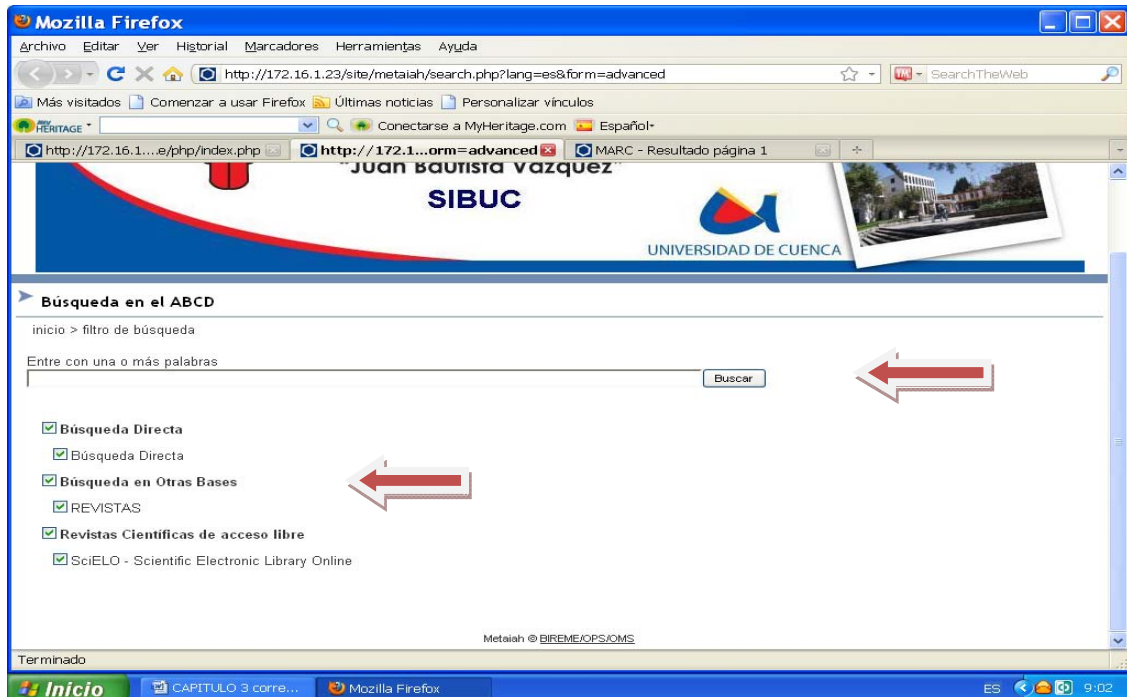 Mozilla Firefox
Archivo Editar Ver Historial Marcadores Herramientas Ayuda
http://172.16.1.23/site/metaiah/search.php?lang=es&form=advanced
SearchTheWeb
Más visitados Comenzar a usar Firefox Últimas noticias Personalizar vínculos
MY HERITAGE Conectarse a MyHeritage.com Español
http://172.16.1....e/php/index.php http://172.1...orm=advanced MARC - Resultado página 1
"Juan Bautista Vázquez"
SIBUC
UNIVERSIDAD DE CUENCA
Búsqueda en el ABCD
inicio > filtro de búsqueda
Entre con una o más palabras
Buscar
Búsqueda Directa
Búsqueda Directa
Búsqueda en Otras Bases
REVISTAS
Revistas Científicas de acceso libre
SciELO - Scientific Electronic Library Online
Metaiah © BIREME/OPS/OMS
Terminado
Inicio CAPITULO 3 corre... Mozilla Firefox ES 9:02